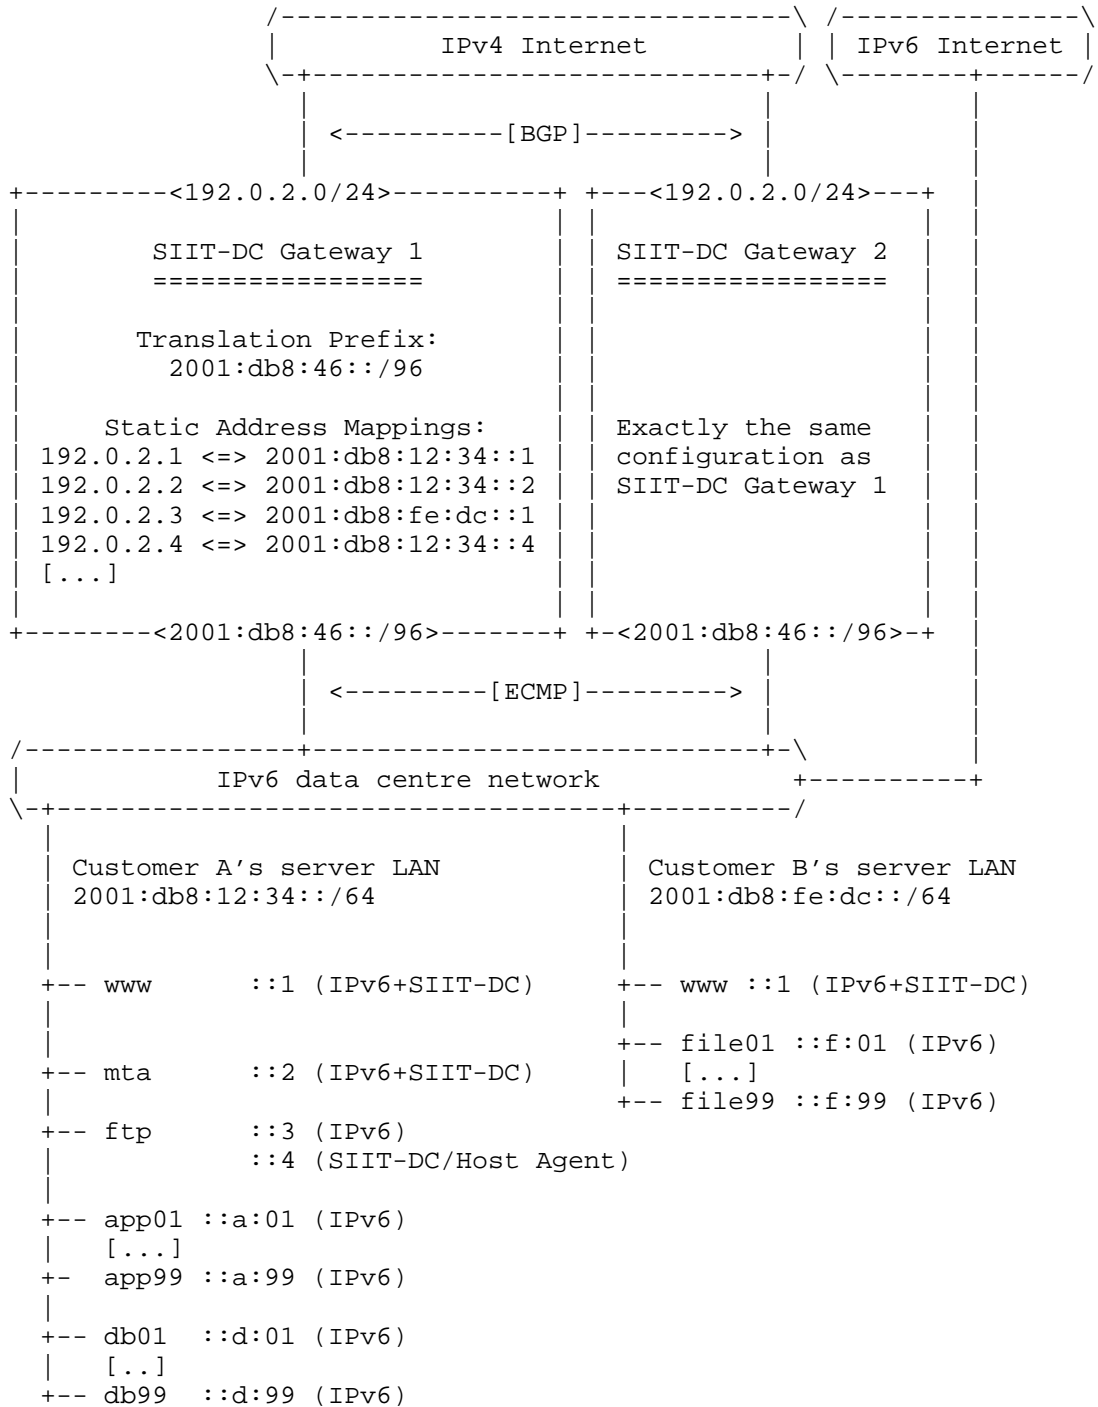 /-------------------------------\ /---------------\
|          IPv4 Internet         | | IPv6 Internet |
\-+----------------------------+-/ \--------+------/
| <----------[BGP]---------> |
+---------<192.0.2.0/24>----------+ +---<192.0.2.0/24>---+
SIIT-DC Gateway 1 | | SIIT-DC Gateway 2
================= | | =================
Translation Prefix:
2001:db8:46::/96
Static Address Mappings: | | Exactly the same
192.0.2.1 <=> 2001:db8:12:34::1 | | configuration as
192.0.2.2 <=> 2001:db8:12:34::2 | | SIIT-DC Gateway 1
192.0.2.3 <=> 2001:db8:fe:dc::1
192.0.2.4 <=> 2001:db8:12:34::4
[...]
+--------<2001:db8:46::/96>-------+ +-<2001:db8:46::/96>-+
| <---------[ECMP]---------> |
/-----------------+----------------------------+-\
| IPv6 data centre network +----------+
\-+-----------------------------------+----------/
| Customer A's server LAN | Customer B's server LAN
| 2001:db8:12:34::/64 | 2001:db8:fe:dc::/64
+-- www ::1 (IPv6+SIIT-DC) +-- www ::1 (IPv6+SIIT-DC)
+-- file01 ::f:01 (IPv6)
+-- mta ::2 (IPv6+SIIT-DC) | [...]
+-- file99 ::f:99 (IPv6)
+-- ftp ::3 (IPv6)
::4 (SIIT-DC/Host Agent)
+-- app01 ::a:01 (IPv6)
| [...]
+- app99 ::a:99 (IPv6)
+-- db01 ::d:01 (IPv6)
| [..]
+-- db99 ::d:99 (IPv6)